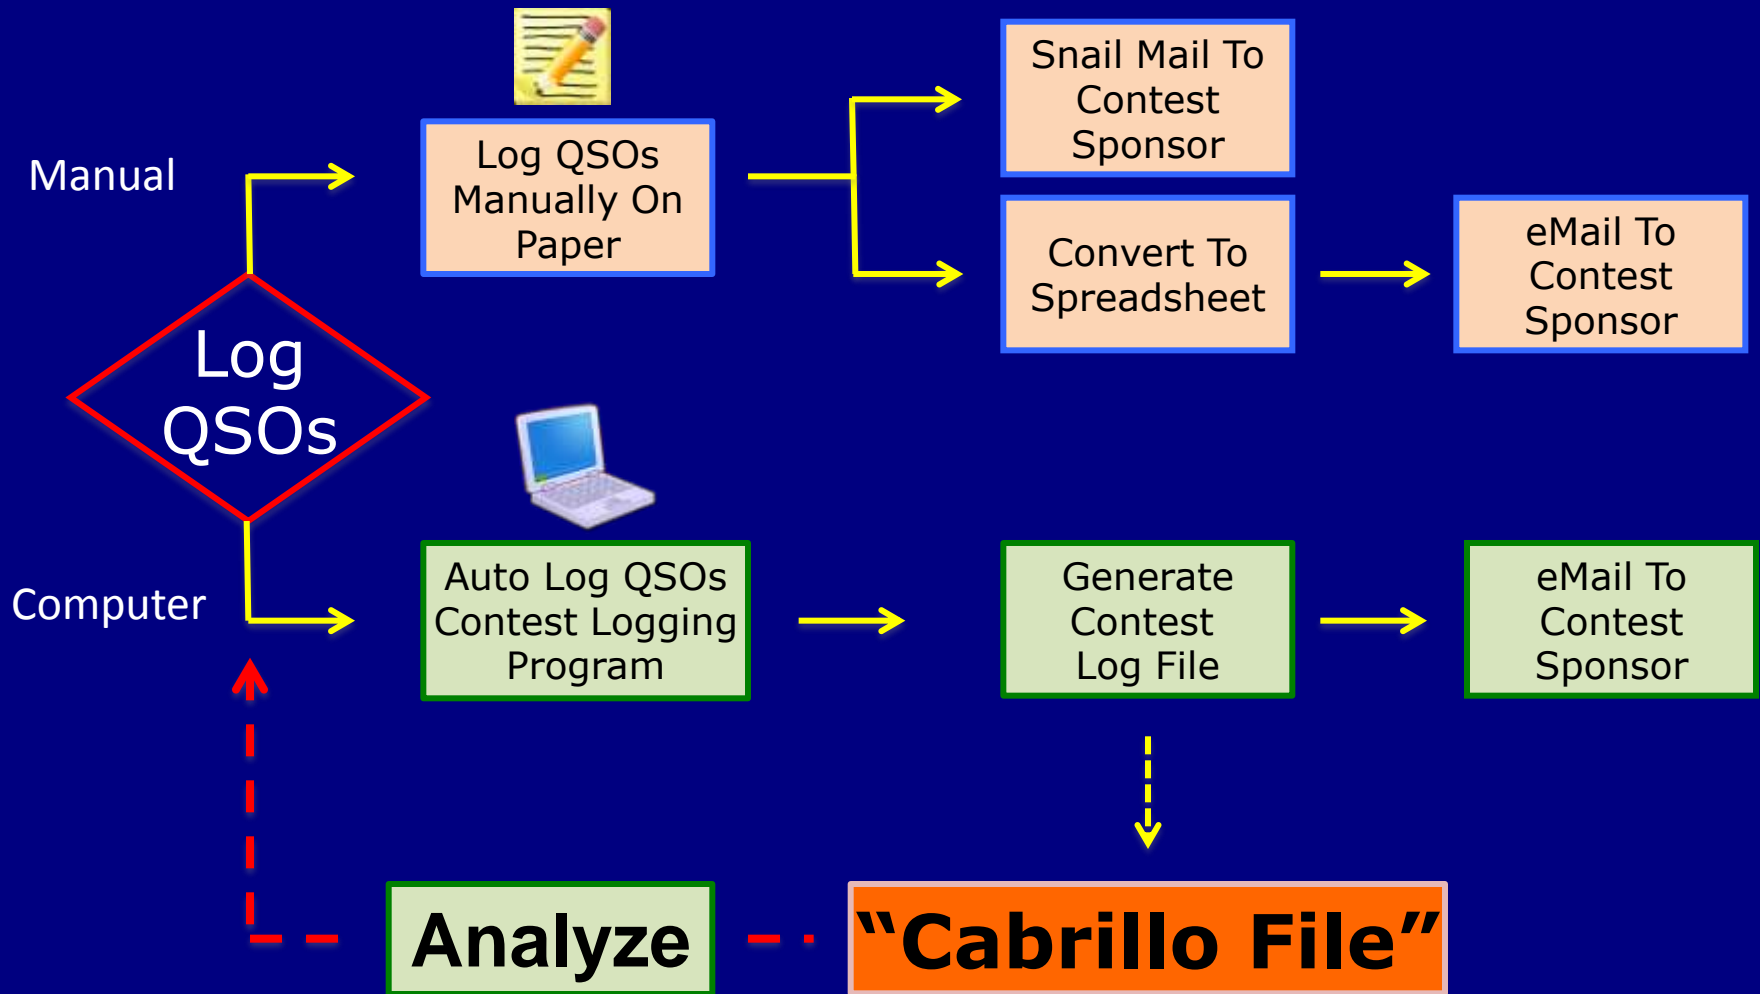 Manual
Log QSOs
Manually On
Paper
Snail Mail To
Contest
Sponsor
Convert To
Spreadsheet
eMail To
Contest
Sponsor
Log
QSOs
Computer
Auto Log QSOs
Contest Logging
Program
Generate
Contest
Log File
eMail To
Contest
Sponsor
Analyze
“Cabrillo File”